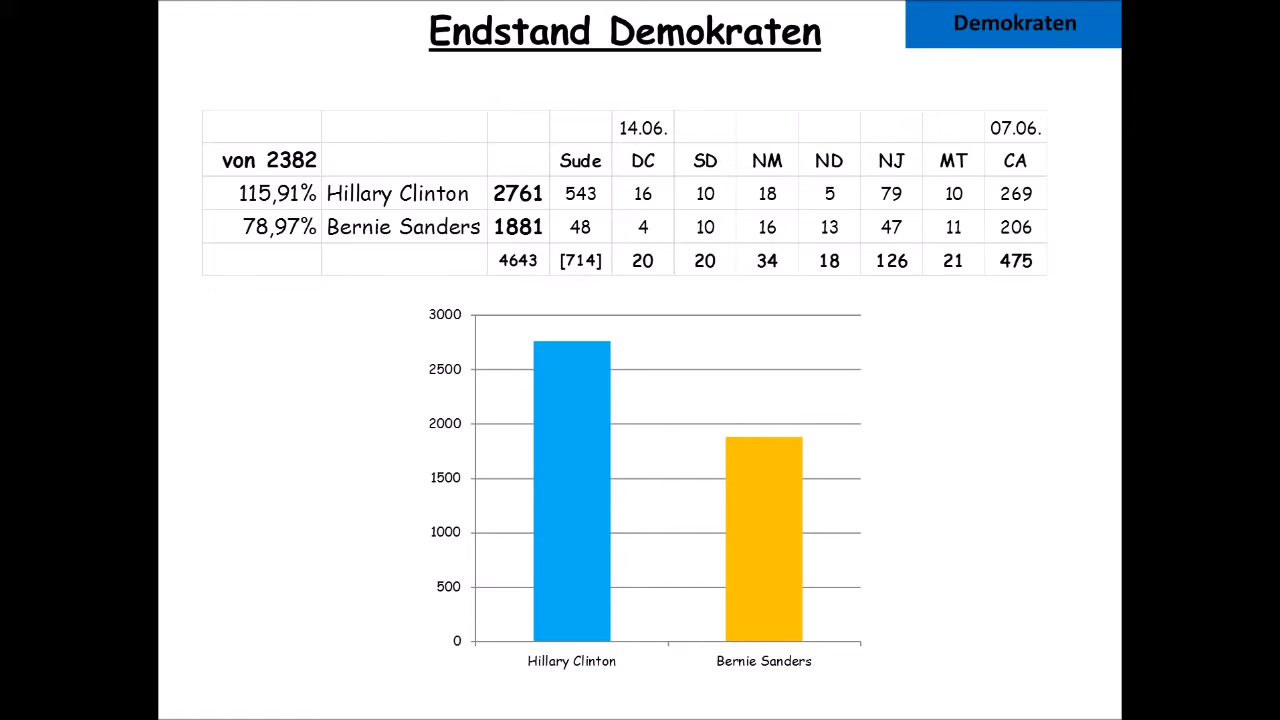 Endstand Demokraten
Demokraten
14.06. 07.06.
von 2382 Sude DC SD NM ND NJ MT CA
115,91% Hillary Clinton 2761 543 16 10 18 5 79 10 269
78,97% Bernie Sanders 1881 48 4 10 16 13 47 11 206
4643 [714] 20 20 34 18 126 21 475
3000
2500
2000
1500
1000
500
0
Hillary Clinton Bernie Sanders